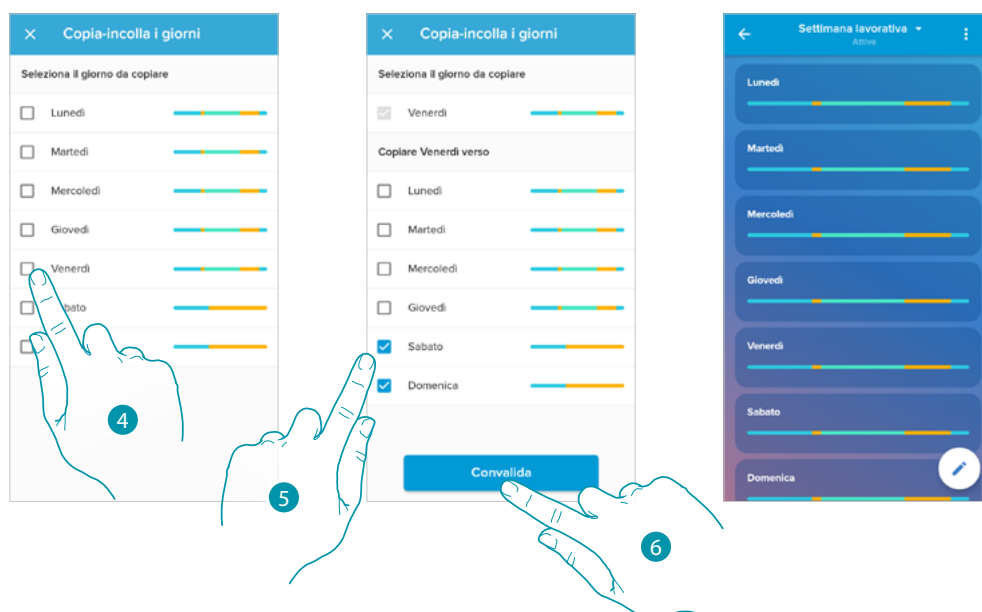 Copia-incolla i giorni
Seleziona il giorno da copiare
Lunedì
Martedì
Mercoledì
Giovedì
Venerdì
4
Copia-incolla i giorni
Seleziona il giorno da copiare
Venerdì
Copiare Venerdì verso
Lunedì
Martedì
Mercoledì
Giovedì
Sabato
Domenica
Convalida
5
6
Settimana lavorativa
Attiva
Lunedì
Martedì
Mercoledì
Giovedì
Venerdì
Sabato
Domenica